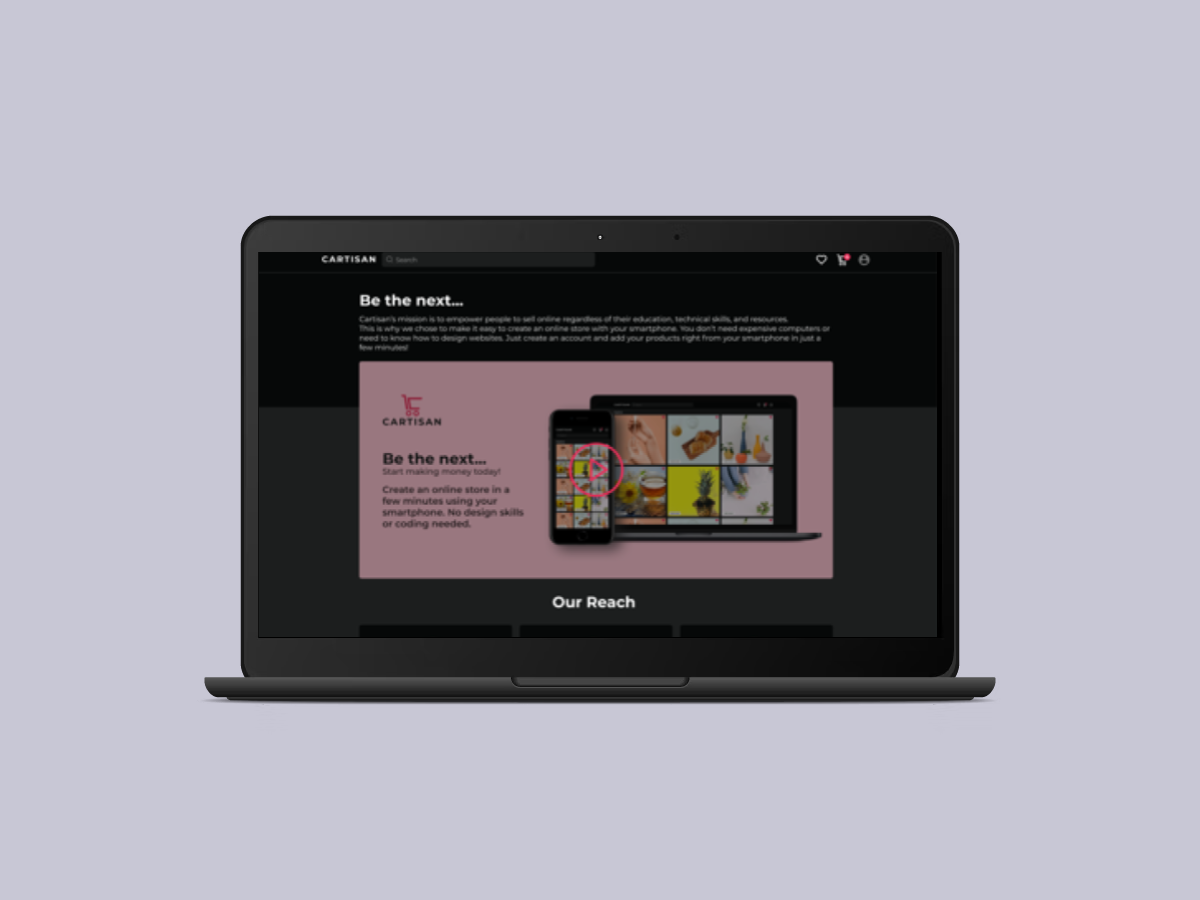 CARTISAN Search
Be the next...
Cartisan's mission is to empower people to sell online regardless of their education, technical skills, and resources.
This is why we chose to make it easy to create an online store with your smartphone. You don't need expensive computers or
need to know how to design websites. Just create an account and add your products right from your smartphone in just a
few minutes!
CARTISAN
Be the next...
Start making money today!
Create an online store in a
few minutes using your
smartphone. No design skills
or coding needed.
Our Reach